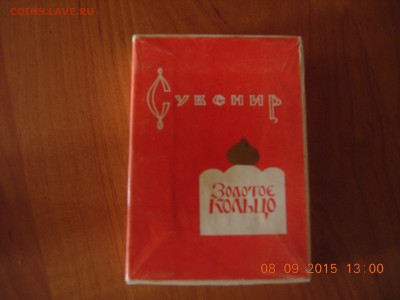 COINS.LAVE.RU
Сувенир
Золотое
Кольцо
08 09 2015 13:00